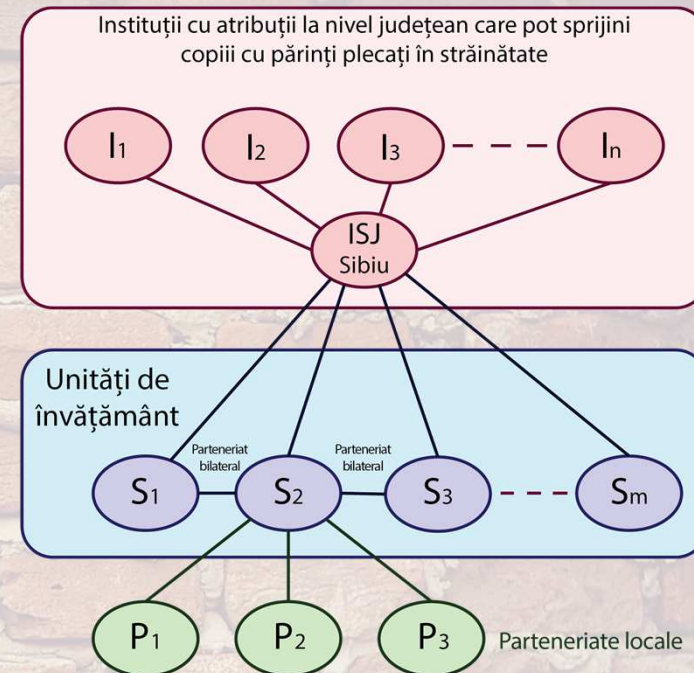 Instituții cu atribuții la nivel județean care pot sprijini
copiii cu părinți plecați în străinătate
I1 I2 I3 In
ISJ
Sibiu
Unități de
învățământ
Parteneriat
bilateral
Parteneriat
bilateral
S1 S2 S3 Sm
P1 P2 P3 Parteneriate locale